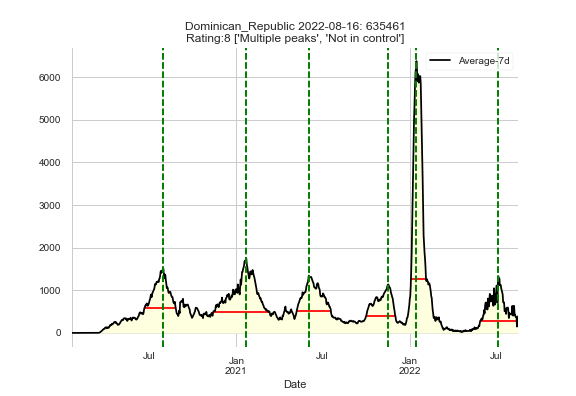 Dominican_Republic 2022-08-16: 635461
Rating:8 ['Multiple peaks', 'Not in control']
Average-7d
6000
5000
4000
3000
2000
1000
0
Jul
Jan
2021
Jul
Jan
2022
Jul
Date